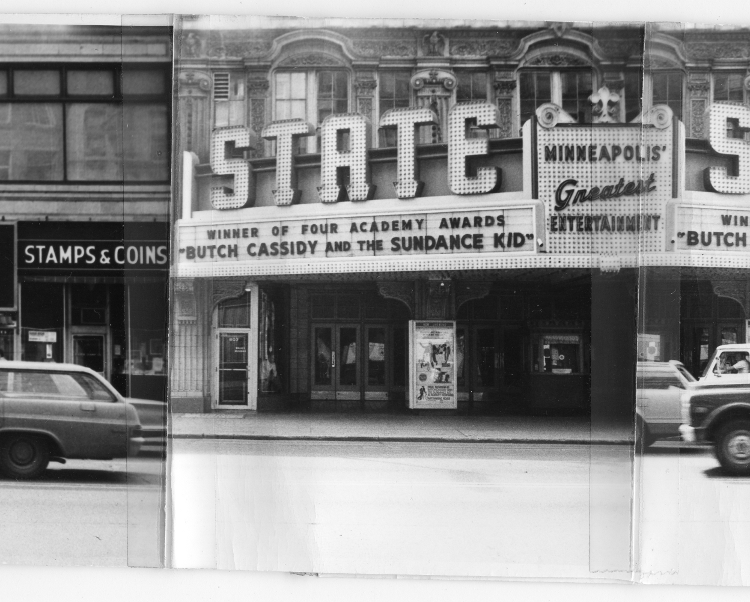 STAMPS & COINS
STATE
WINNER OF FOUR ACADEMY AWARDS
"BUTCH CASSIDY AND THE SUNDANCE KID"
MINNEAPOLIS'
Greatest
ENTERTAINMENT
S
WIN
"BUTCH